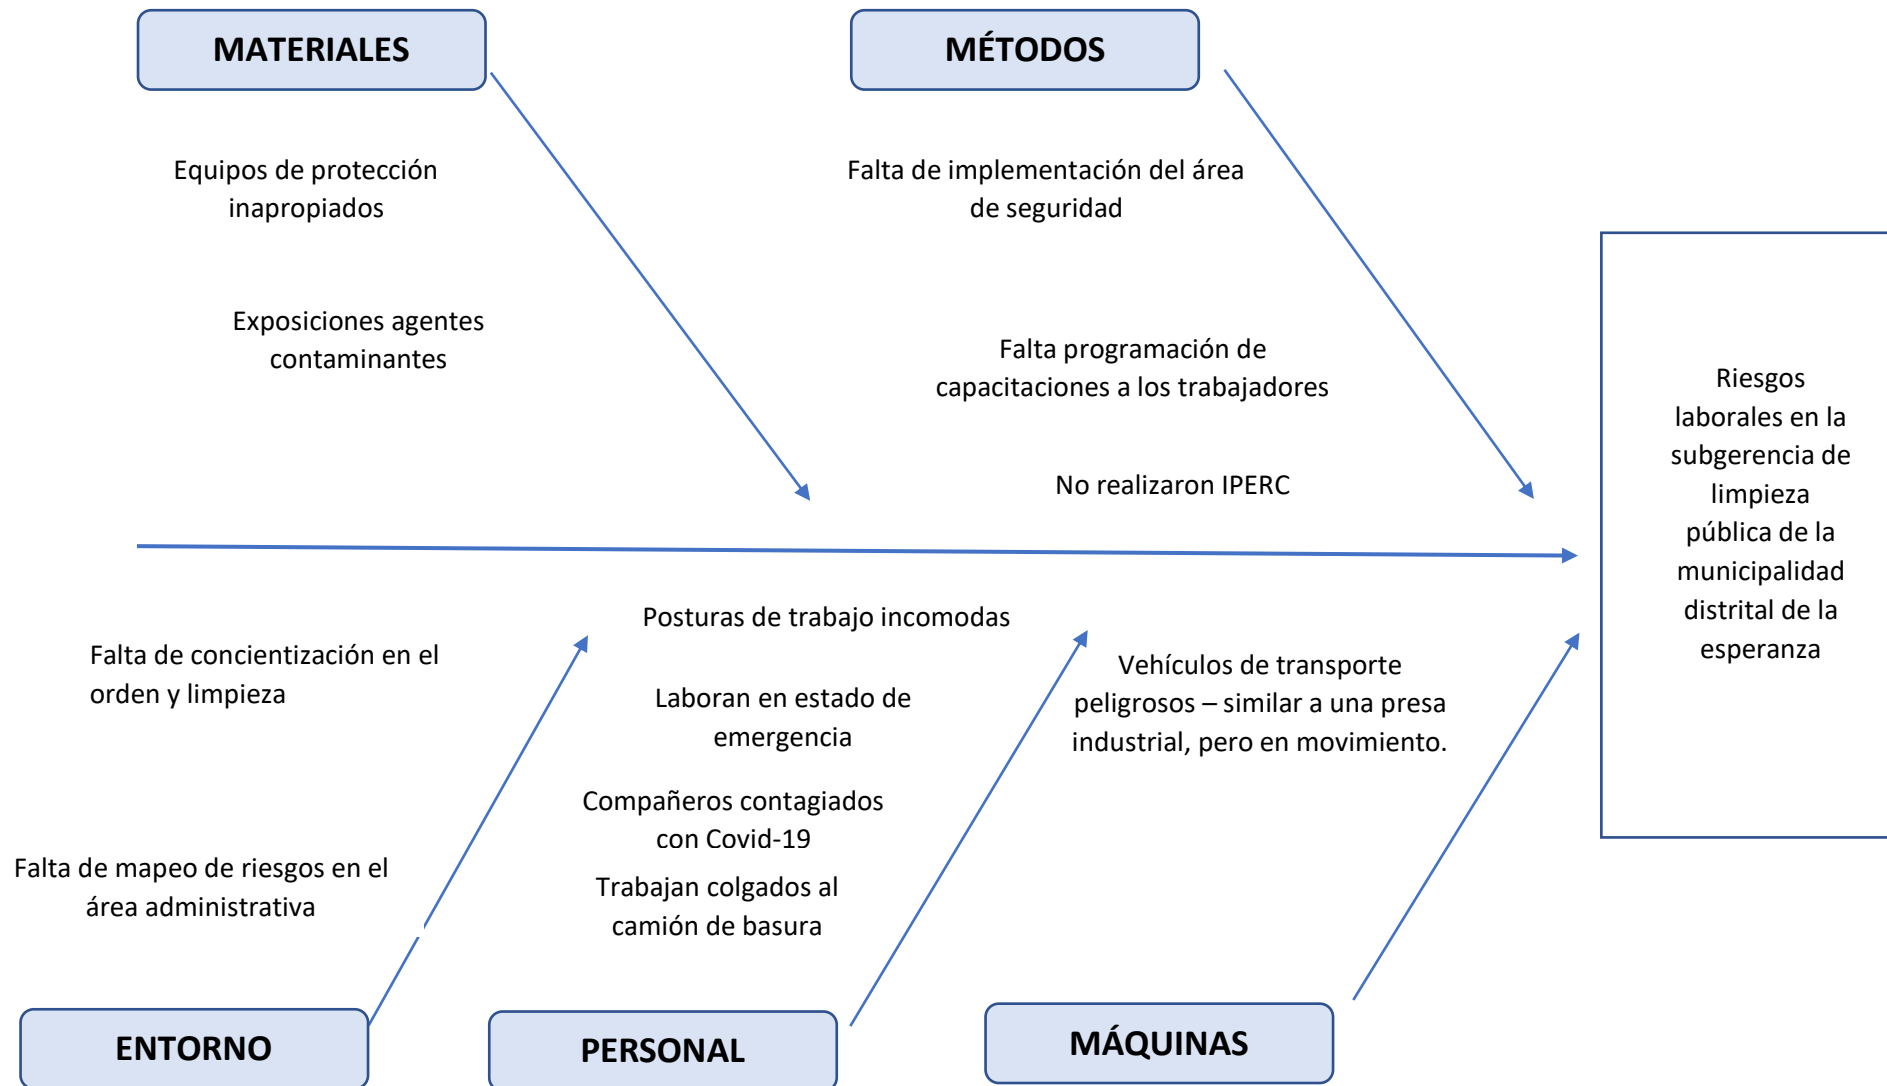 MATERIALES
MÉTODOS
Equipos de protección
inapropiados
Falta de implementación del área
de seguridad
Exposiciones agentes
contaminantes
Falta programación de
capacitaciones a los trabajadores
No realizaron IPERC
Riesgos
laborales en la
subgerencia de
limpieza
pública de la
municipalidad
distrital de la
esperanza
Falta de concientización en el
orden y limpieza
Falta de mapeo de riesgos en el
área administrativa
Posturas de trabajo incomodas
Laboran en estado de
emergencia
Compañeros contagiados
con Covid-19
Trabajan colgados al
camión de basura
Vehículos de transporte
peligrosos – similar a una presa
industrial, pero en movimiento.
ENTORNO
PERSONAL
MÁQUINAS